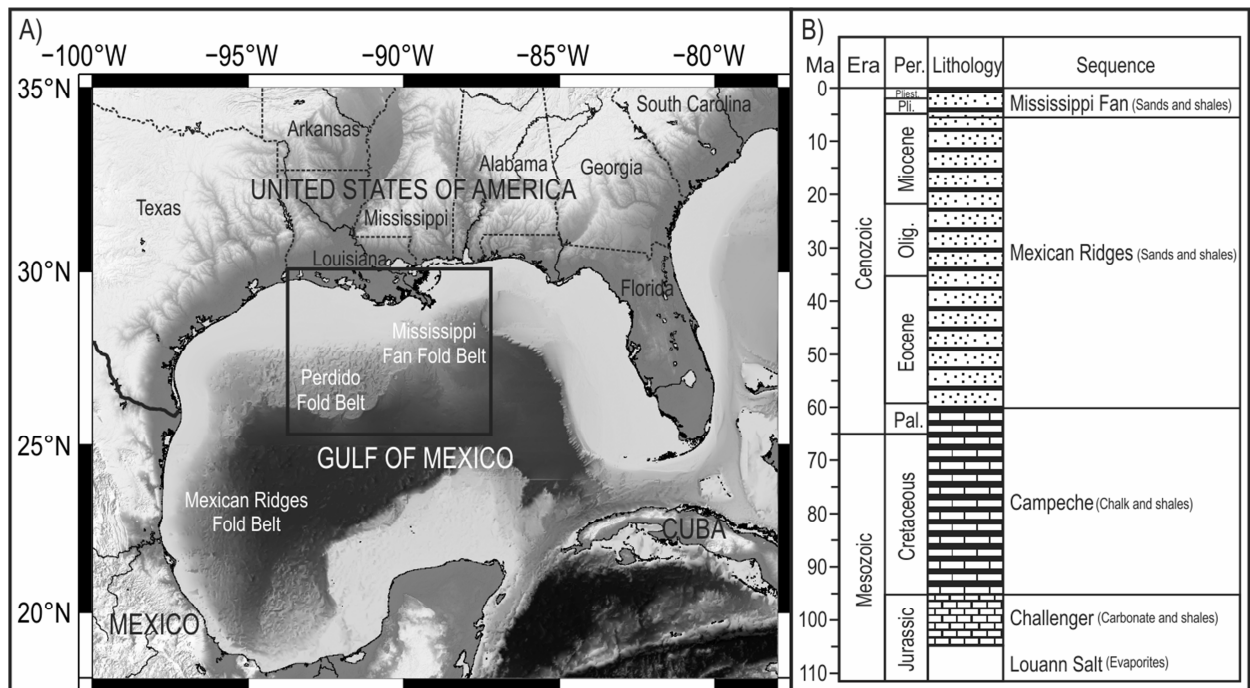 A)
−100°W −95°W −90°W −85°W −80°W
35°N
South Carolina
Arkansas
Alabama
Georgia
UNITED STATES OF AMERICA
Texas
Mississippi
30°N
Louisiana
Florida
Mississippi
Fan Fold Belt
Perdido
Fold Belt
25°N
GULF OF MEXICO
Mexican Ridges
Fold Belt
CUBA
20°N
MEXICO
B)
Ma Era Per. Lithology Sequence
0
10
20
30
40
50
60
70
80
90
100
110
Cenozoic
Mesozoic
Pliest.
Pli.
Miocene
Olig.
Eocene
Pal.
Cretaceous
Jurassic
Mississippi Fan (Sands and shales)
Mexican Ridges (Sands and shales)
Campeche (Chalk and shales)
Challenger (Carbonate and shales)
Louann Salt (Evaporites)